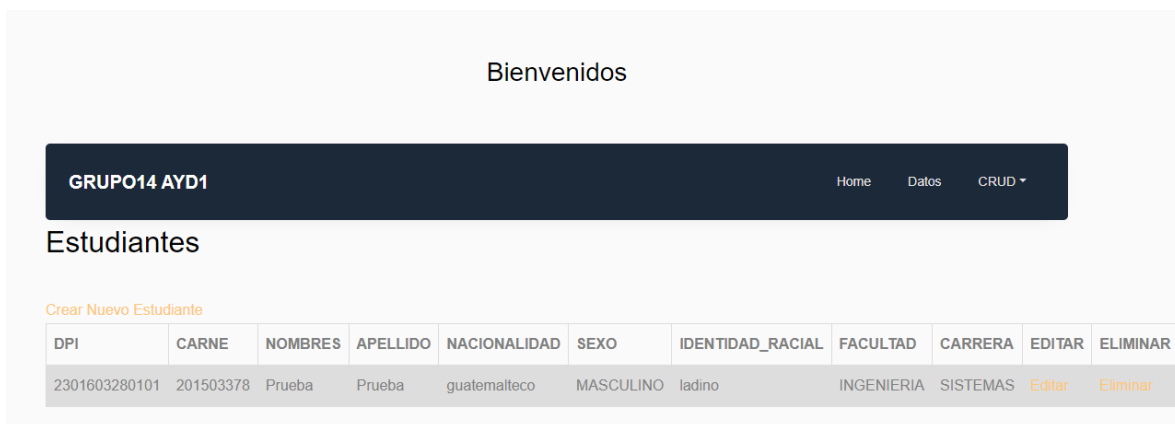 Bienvenidos
GRUPO14 AYD1 Home Datos CRUD
Estudiantes
Crear Nuevo Estudiante
DPI CARNE NOMBRES APELLIDO NACIONALIDAD SEXO IDENTIDAD_RACIAL FACULTAD CARRERA EDITAR ELIMINAR
2301603280101 201503378 Prueba Prueba guatemalteco MASCULINO ladino INGENIERIA SISTEMAS Editar Eliminar